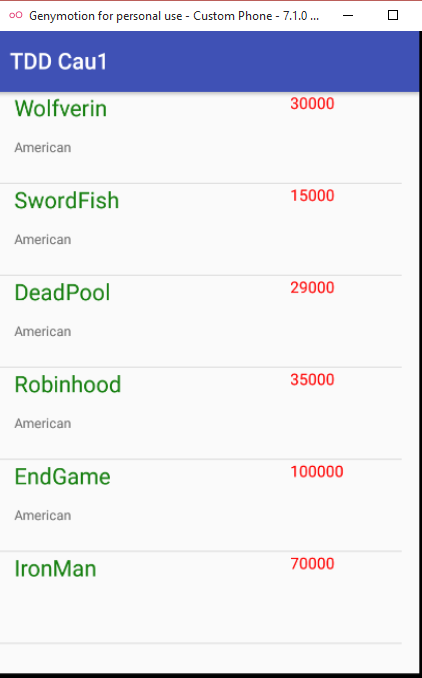 Genymotion for personal use - Custom Phone - 7.1.0 ...
TDD Cau1
Wolfverin 30000
American
SwordFish 15000
American
DeadPool 29000
American
Robinhood 35000
American
EndGame 100000
American
IronMan 70000